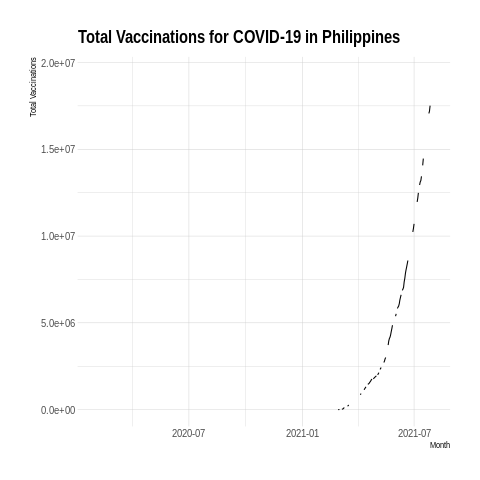 Total Vaccinations for COVID-19 in Philippines
Total Vaccinations
2.0e+07
1.5e+07
1.0e+07
5.0e+06
0.0e+00
2020-07
2021-01
2021-07
Month